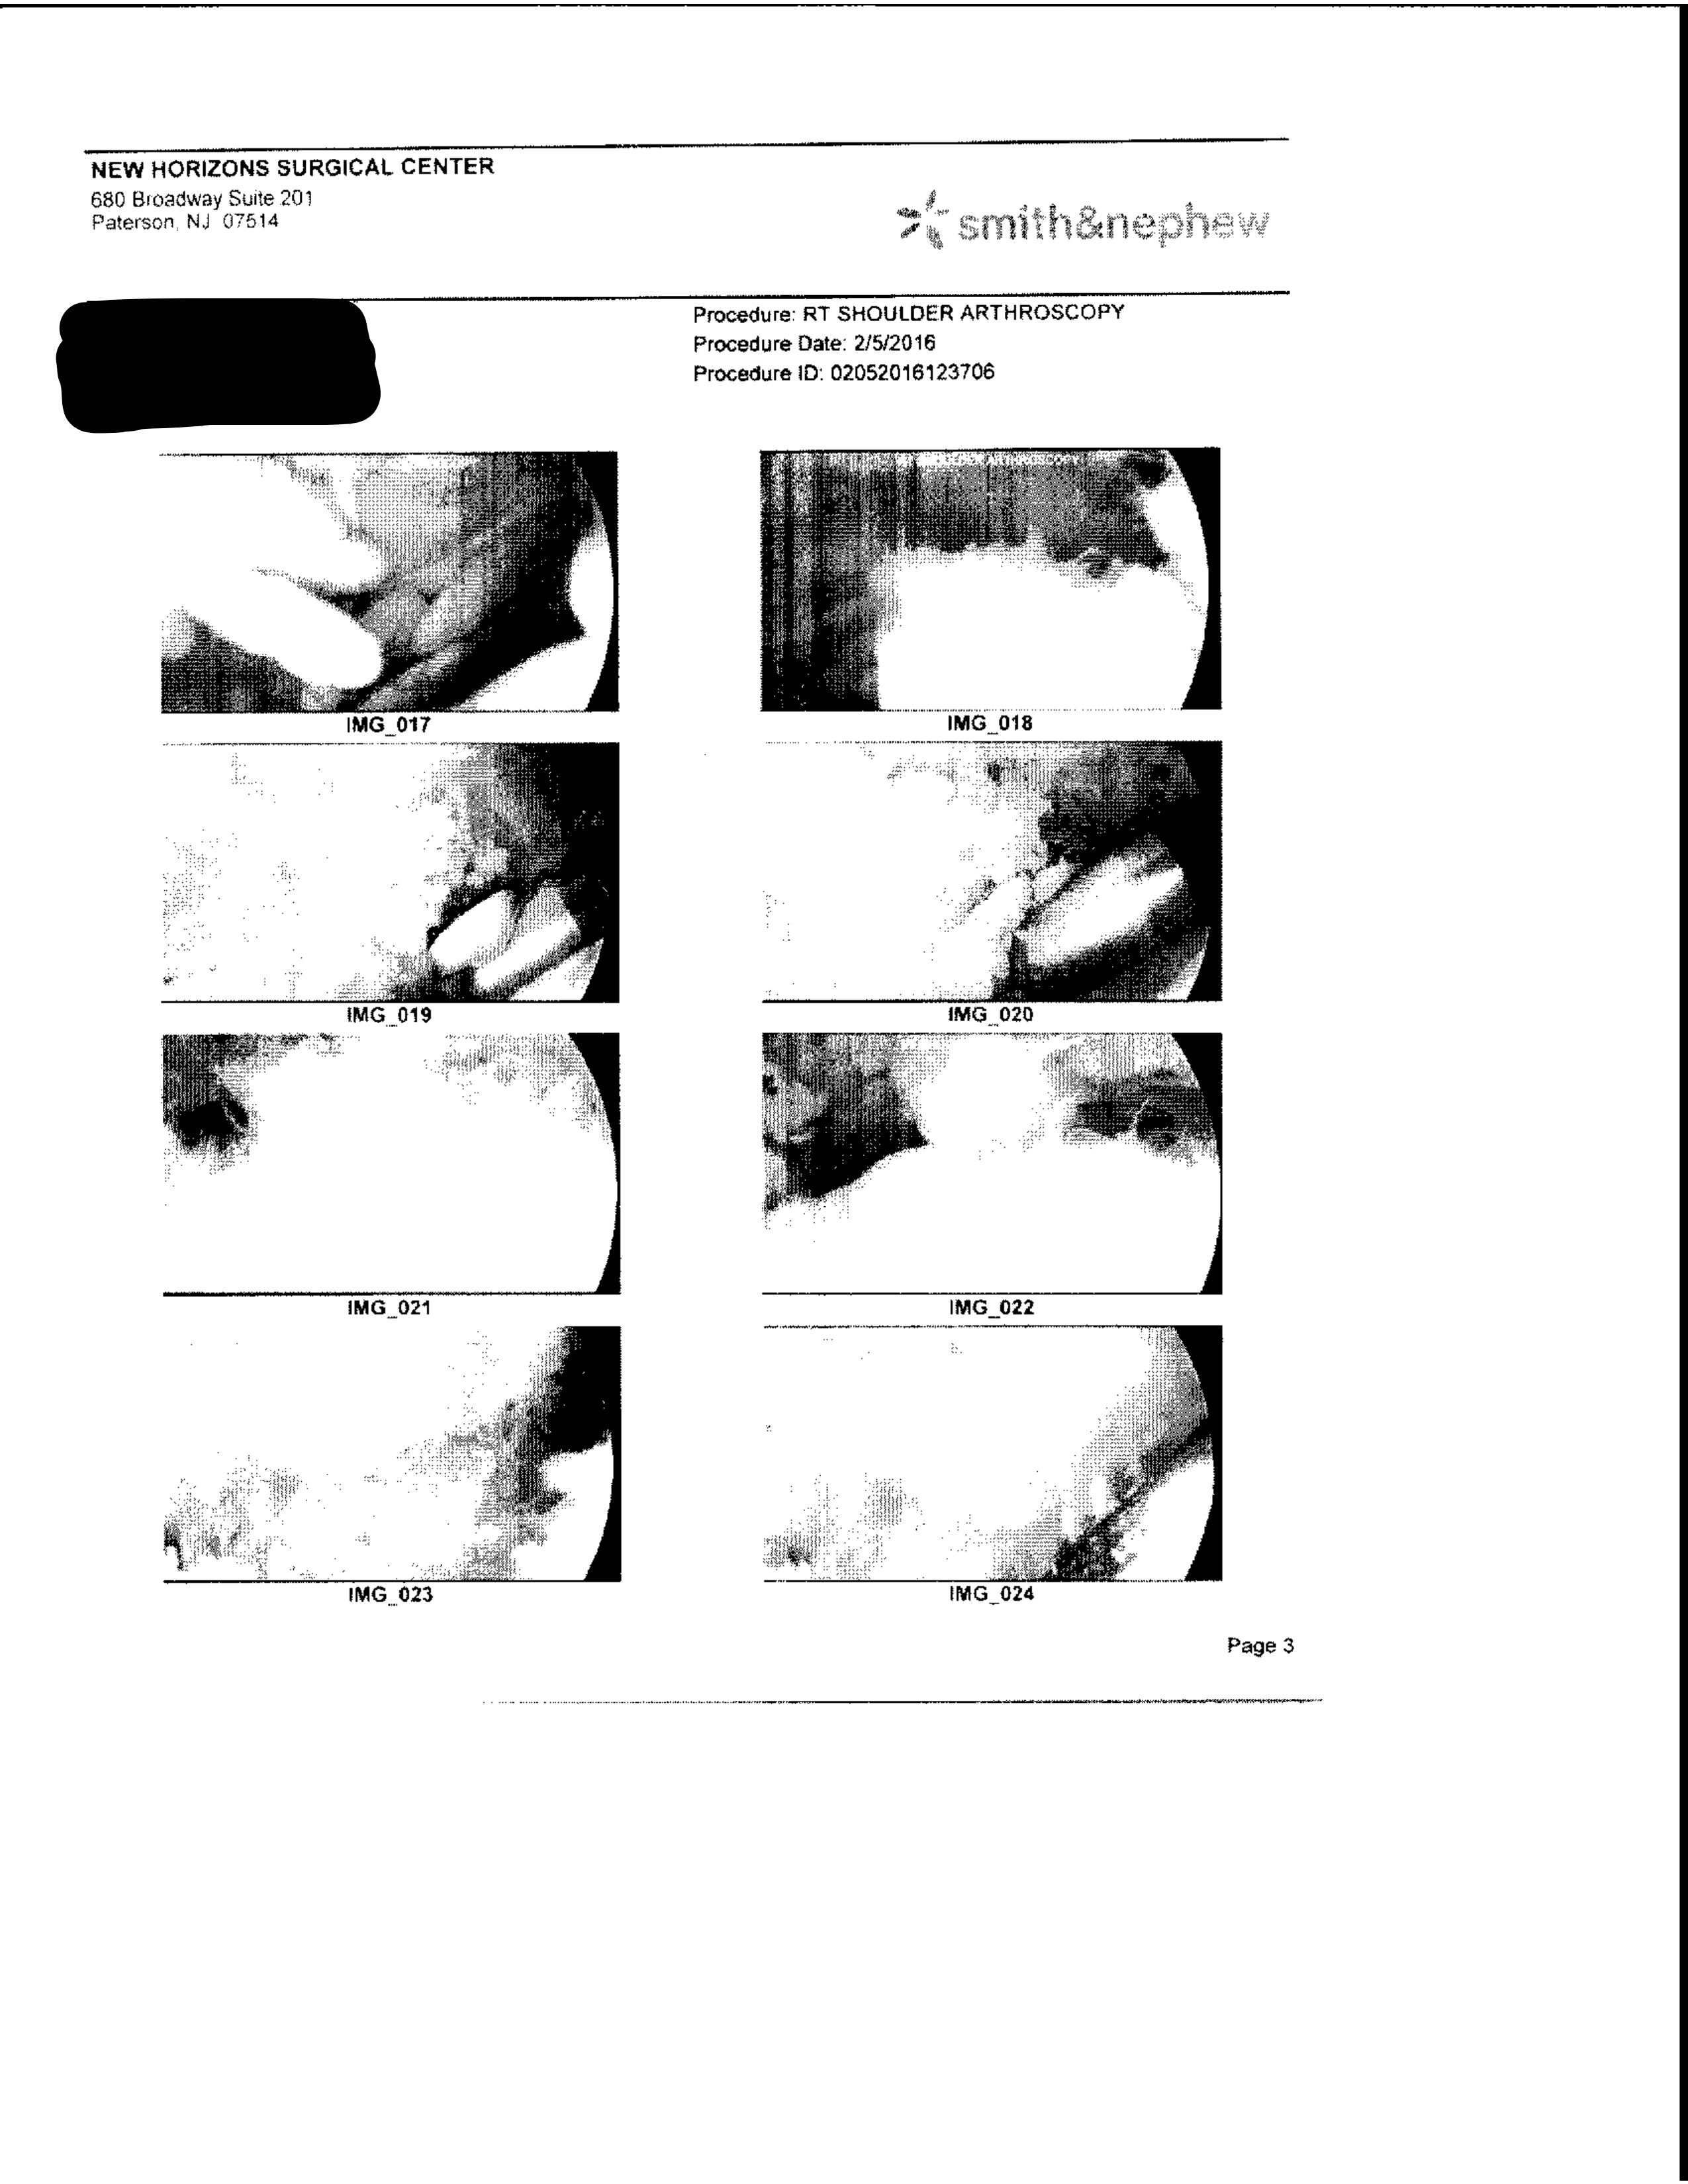 NEW HORIZONS SURGICAL CENTER
680 Broadway Suite 201
Paterson, NJ 07514
smith&nephew
Procedure: RT SHOULDER ARTHROSCOPY
Procedure Date: 2/5/2016
Procedure ID: 02052016123706
IMG_017
IMG_018
IMG_019
IMG_020
IMG_021
IMG_022
IMG_023
IMG_024
Page 3